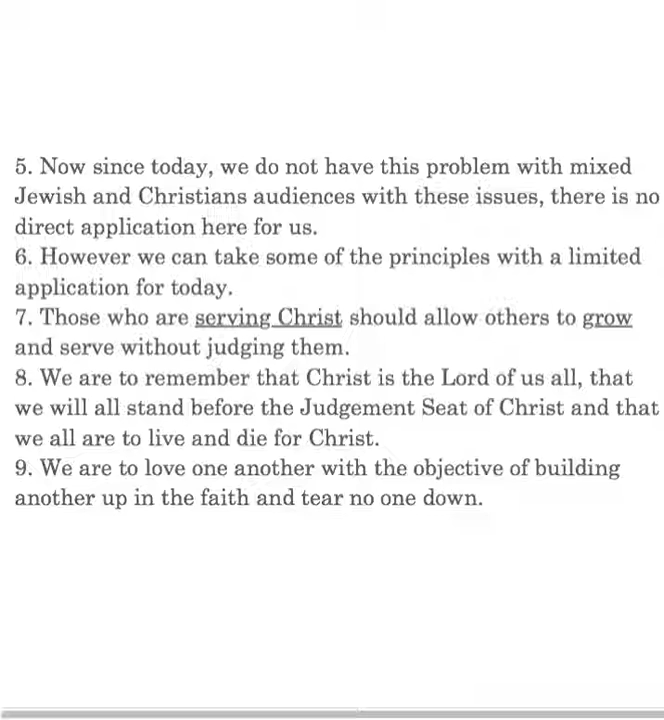 5. Now since today, we do not have this problem with mixed
Jewish and Christians audiences with these issues, there is no
direct application here for us.
6. However we can take some of the principles with a limited
application for today.
7. Those who are serving Christ should allow others to grow
and serve without judging them.
8. We are to remember that Christ is the Lord of us all, that
we will all stand before the Judgement Seat of Christ and that
we all are to live and die for Christ.
9. We are to love one another with the objective of building
another up in the faith and tear no one down.